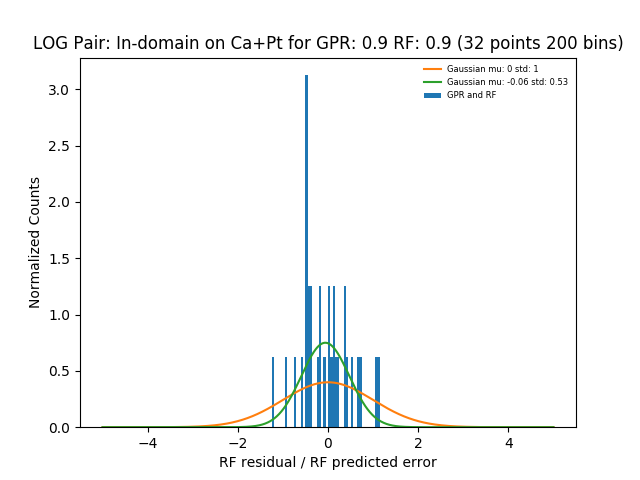 LOG Pair: In-domain on Ca+Pt for GPR: 0.9 RF: 0.9 (32 points 200 bins)
Gaussian mu: 0 std: 1
Gaussian mu: -0.06 std: 0.53
GPR and RF
Normalized Counts
3.0
2.5
2.0
1.5
1.0
0.5
0.0
−4 −2 0 2 4
RF residual / RF predicted error